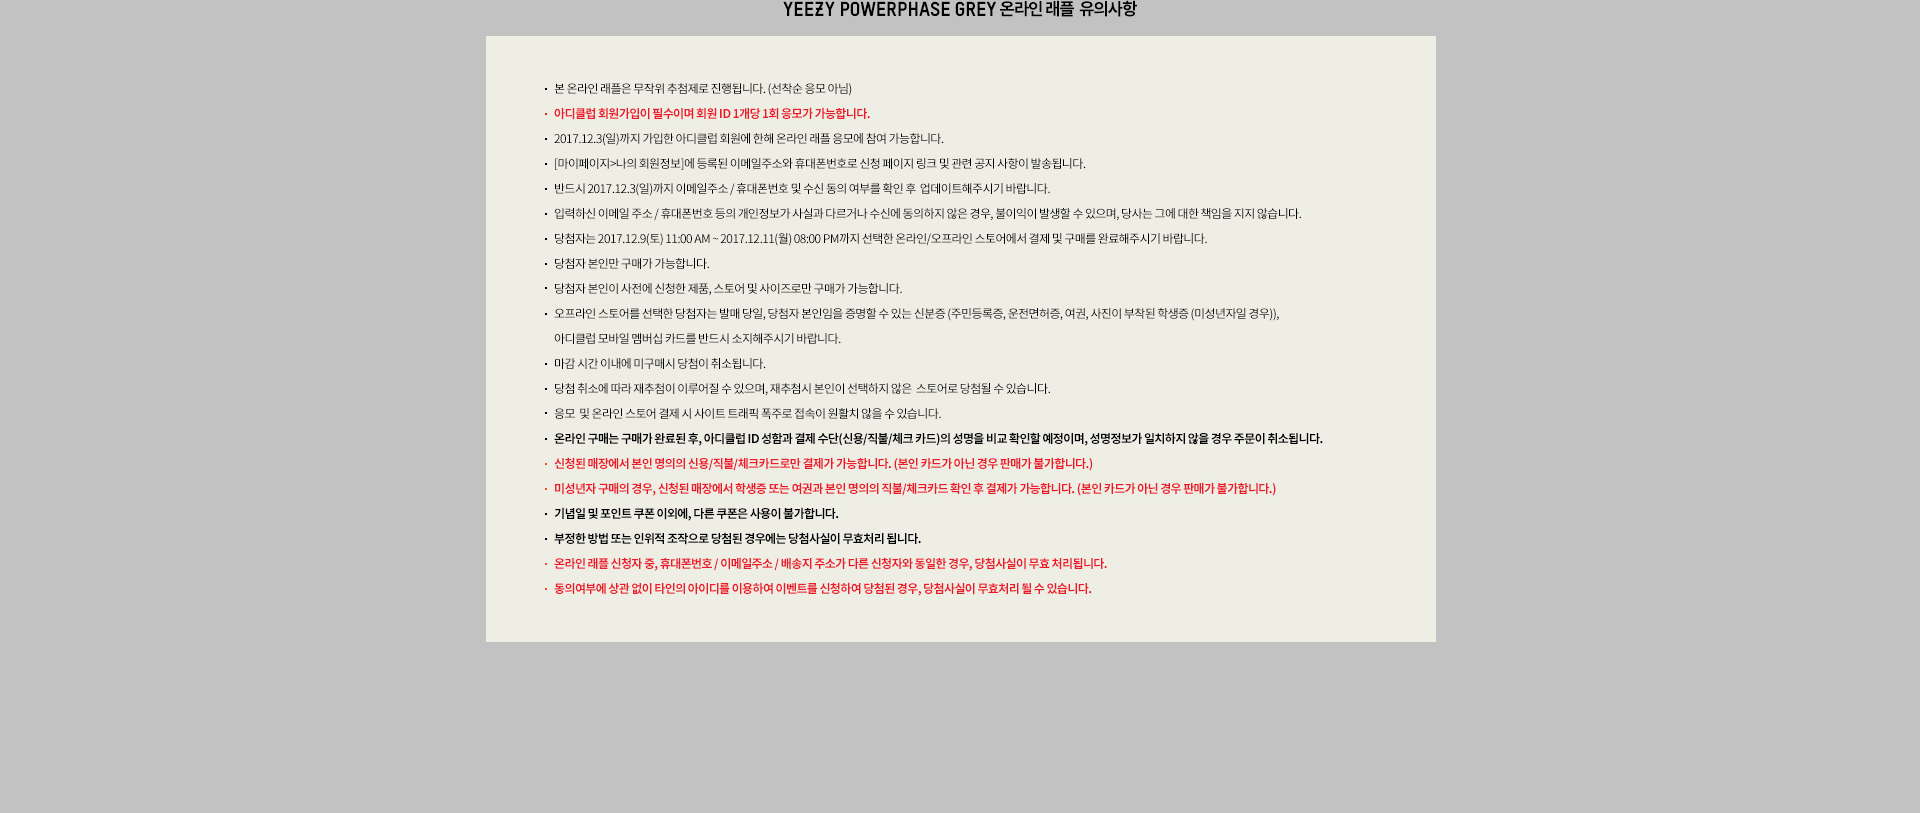 YEEZY POWERPHASE GREY 온라인 래플 유의사항
· 본 온라인 래플은 무작위 추첨제로 진행됩니다. (선착순 응모 아님)
· 아디클럽 회원가입이 필수이며 회원 ID 1개당 1회 응모가 가능합니다.
· 2017.12.3(일)까지 가입한 아디클럽 회원에 한해 온라인 래플 응모에 참여 가능합니다.
· [마이페이지>나의 회원정보]에 등록된 이메일주소와 휴대폰번호로 신청 페이지 링크 및 관련 공지 사항이 발송됩니다.
· 반드시 2017.12.3(일)까지 이메일주소 / 휴대폰번호 및 수신 동의 여부를 확인 후 업데이트해주시기 바랍니다.
· 입력하신 이메일 주소 / 휴대폰번호 등의 개인정보가 사실과 다르거나 수신에 동의하지 않은 경우, 불이익이 발생할 수 있으며, 당사는 그에 대한 책임을 지지 않습니다.
· 당첨자는 2017.12.9(토) 11:00 AM ~ 2017.12.11(월) 08:00 PM까지 선택한 온라인/오프라인 스토어에서 결제 및 구매를 완료해주시기 바랍니다.
· 당첨자 본인만 구매가 가능합니다.
· 당첨자 본인이 사전에 신청한 제품, 스토어 및 사이즈로만 구매가 가능합니다.
· 오프라인 스토어를 선택한 당첨자는 발매 당일, 당첨자 본인임을 증명할 수 있는 신분증 (주민등록증, 운전면허증, 여권, 사진이 부착된 학생증 (미성년자일 경우)),
아디클럽 모바일 멤버십 카드를 반드시 소지해주시기 바랍니다.
· 마감 시간 이내에 미구매시 당첨이 취소됩니다.
· 당첨 취소에 따라 재추첨이 이루어질 수 있으며, 재추첨시 본인이 선택하지 않은 스토어로 당첨될 수 있습니다.
· 응모 및 온라인 스토어 결제 시 사이트 트래픽 폭주로 접속이 원활치 않을 수 있습니다.
· 온라인 구매는 구매가 완료된 후, 아디클럽 ID 성함과 결제 수단(신용/직불/체크 카드)의 성명을 비교 확인할 예정이며, 성명정보가 일치하지 않을 경우 주문이 취소됩니다.
· 신청된 매장에서 본인 명의의 신용/직불/체크카드로만 결제가 가능합니다. (본인 카드가 아닌 경우 판매가 불가합니다.)
· 미성년자 구매의 경우, 신청된 매장에서 학생증 또는 여권과 본인 명의의 직불/체크카드 확인 후 결제가 가능합니다. (본인 카드가 아닌 경우 판매가 불가합니다.)
· 기념일 및 포인트 쿠폰 이외에, 다른 쿠폰은 사용이 불가합니다.
· 부정한 방법 또는 인위적 조작으로 당첨된 경우에는 당첨사실이 무효처리 됩니다.
· 온라인 래플 신청자 중, 휴대폰번호 / 이메일주소 / 배송지 주소가 다른 신청자와 동일한 경우, 당첨사실이 무효 처리됩니다.
· 동의여부에 상관 없이 타인의 아이디를 이용하여 이벤트를 신청하여 당첨된 경우, 당첨사실이 무효처리 될 수 있습니다.